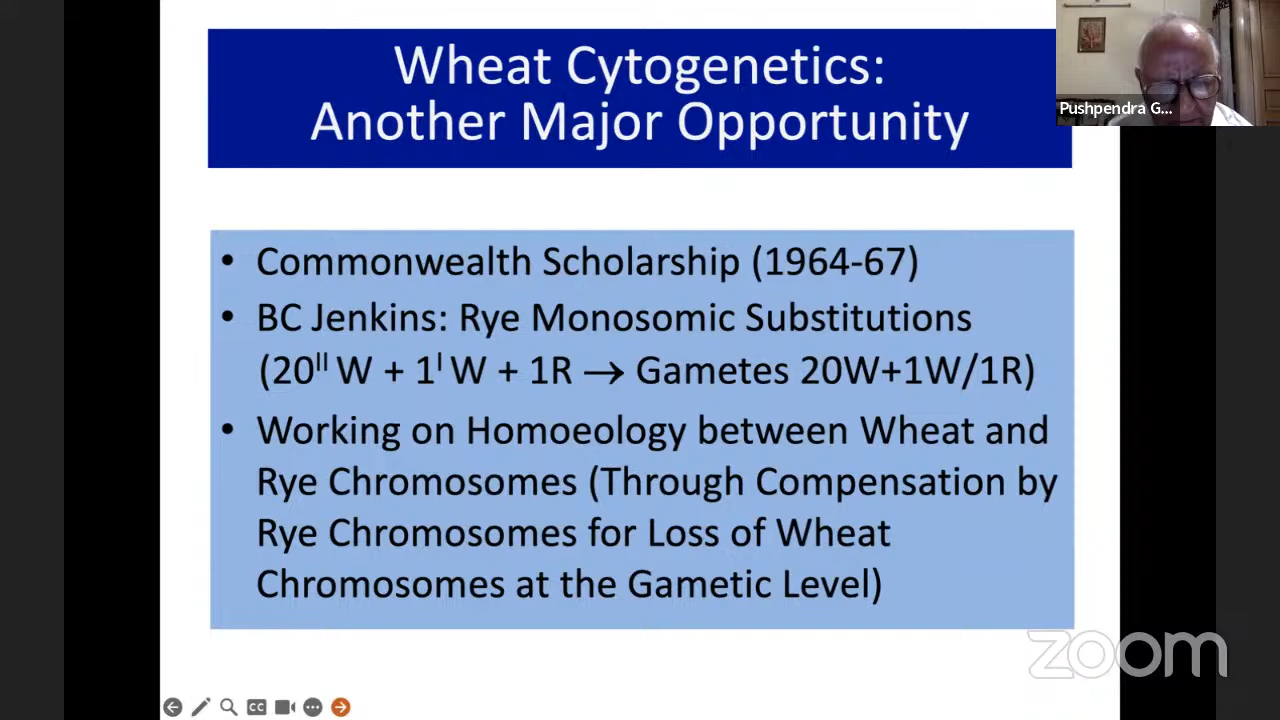 Wheat Cytogenetics:
Another Major Opportunity
Pushpendra G...
• Commonwealth Scholarship (1964-67)
• BC Jenkins: Rye Monosomic Substitutions
(20ᴵᴵ W + 1ᴵ W + 1R → Gametes 20W+1W/1R)
• Working on Homoeology between Wheat and
Rye Chromosomes (Through Compensation by
Rye Chromosomes for Loss of Wheat
Chromosomes at the Gametic Level)
zoom
CC